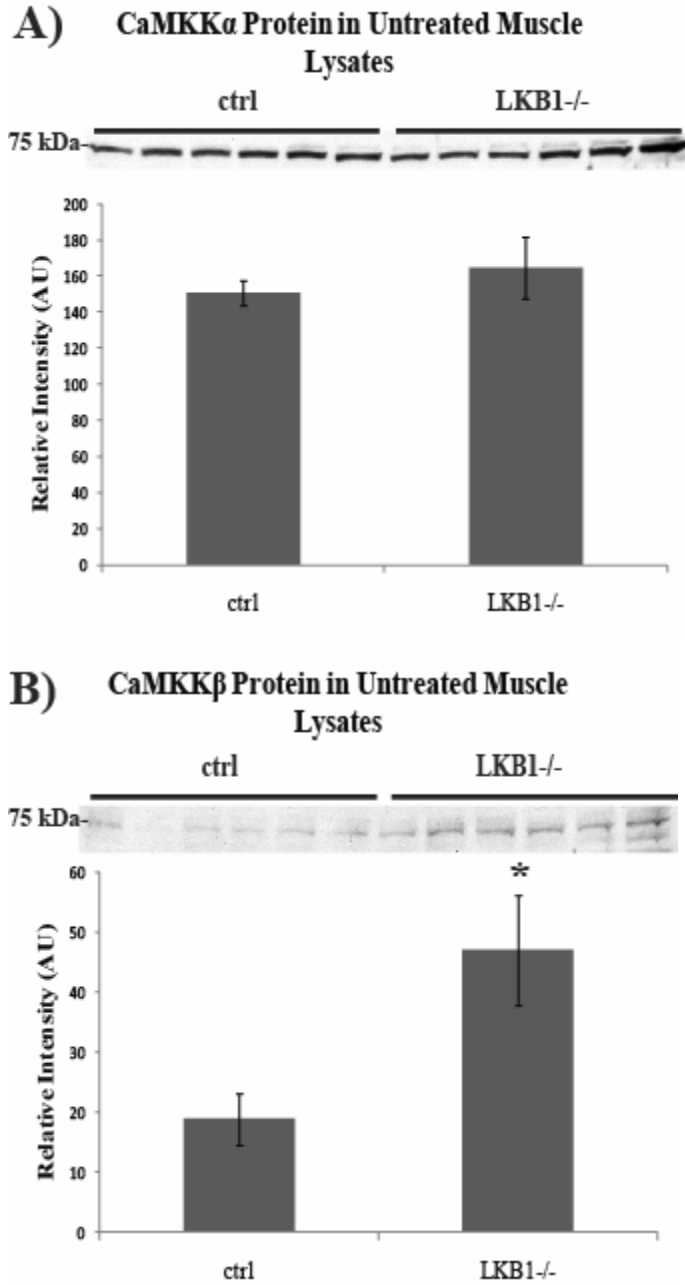 A)
CaMKKα Protein in Untreated Muscle
Lysates
ctrl LKB1-/-
75 kDa-
200
180
160
140
120
100
80
60
40
20
0
Relative Intensity (AU)
ctrl LKB1-/-
B)
CaMKKβ Protein in Untreated Muscle
Lysates
ctrl LKB1-/-
75 kDa-
*
60
50
40
30
20
10
0
Relative Intensity (AU)
ctrl LKB1-/-